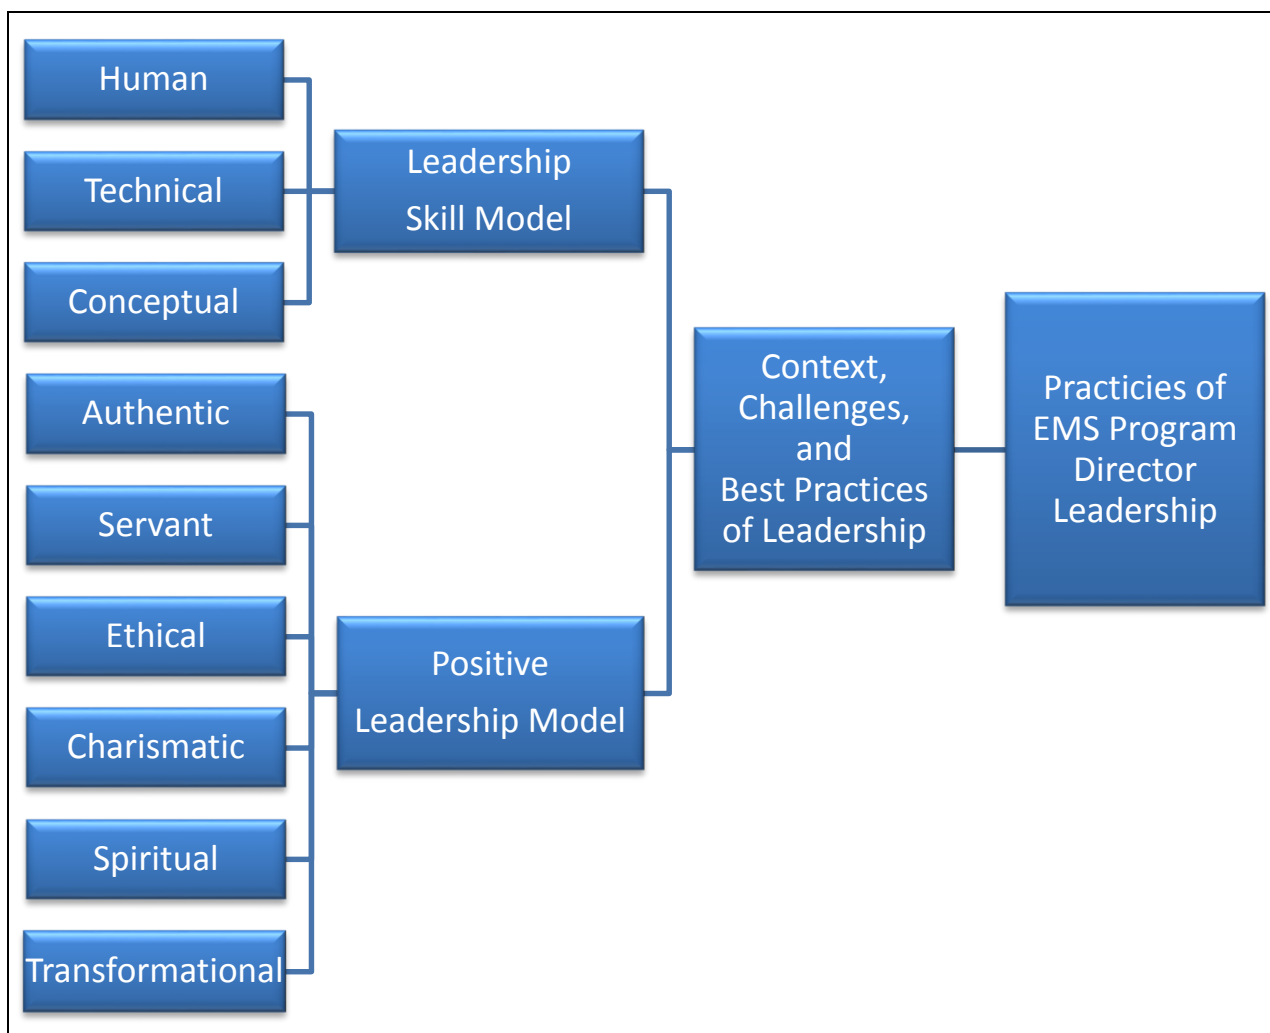 Human
Technical
Conceptual
Authentic
Servant
Ethical
Charismatic
Spiritual
Transformational
Leadership
Skill Model
Positive
Leadership Model
Context,
Challenges,
and
Best Practices
of Leadership
Practicies of
EMS Program
Director
Leadership